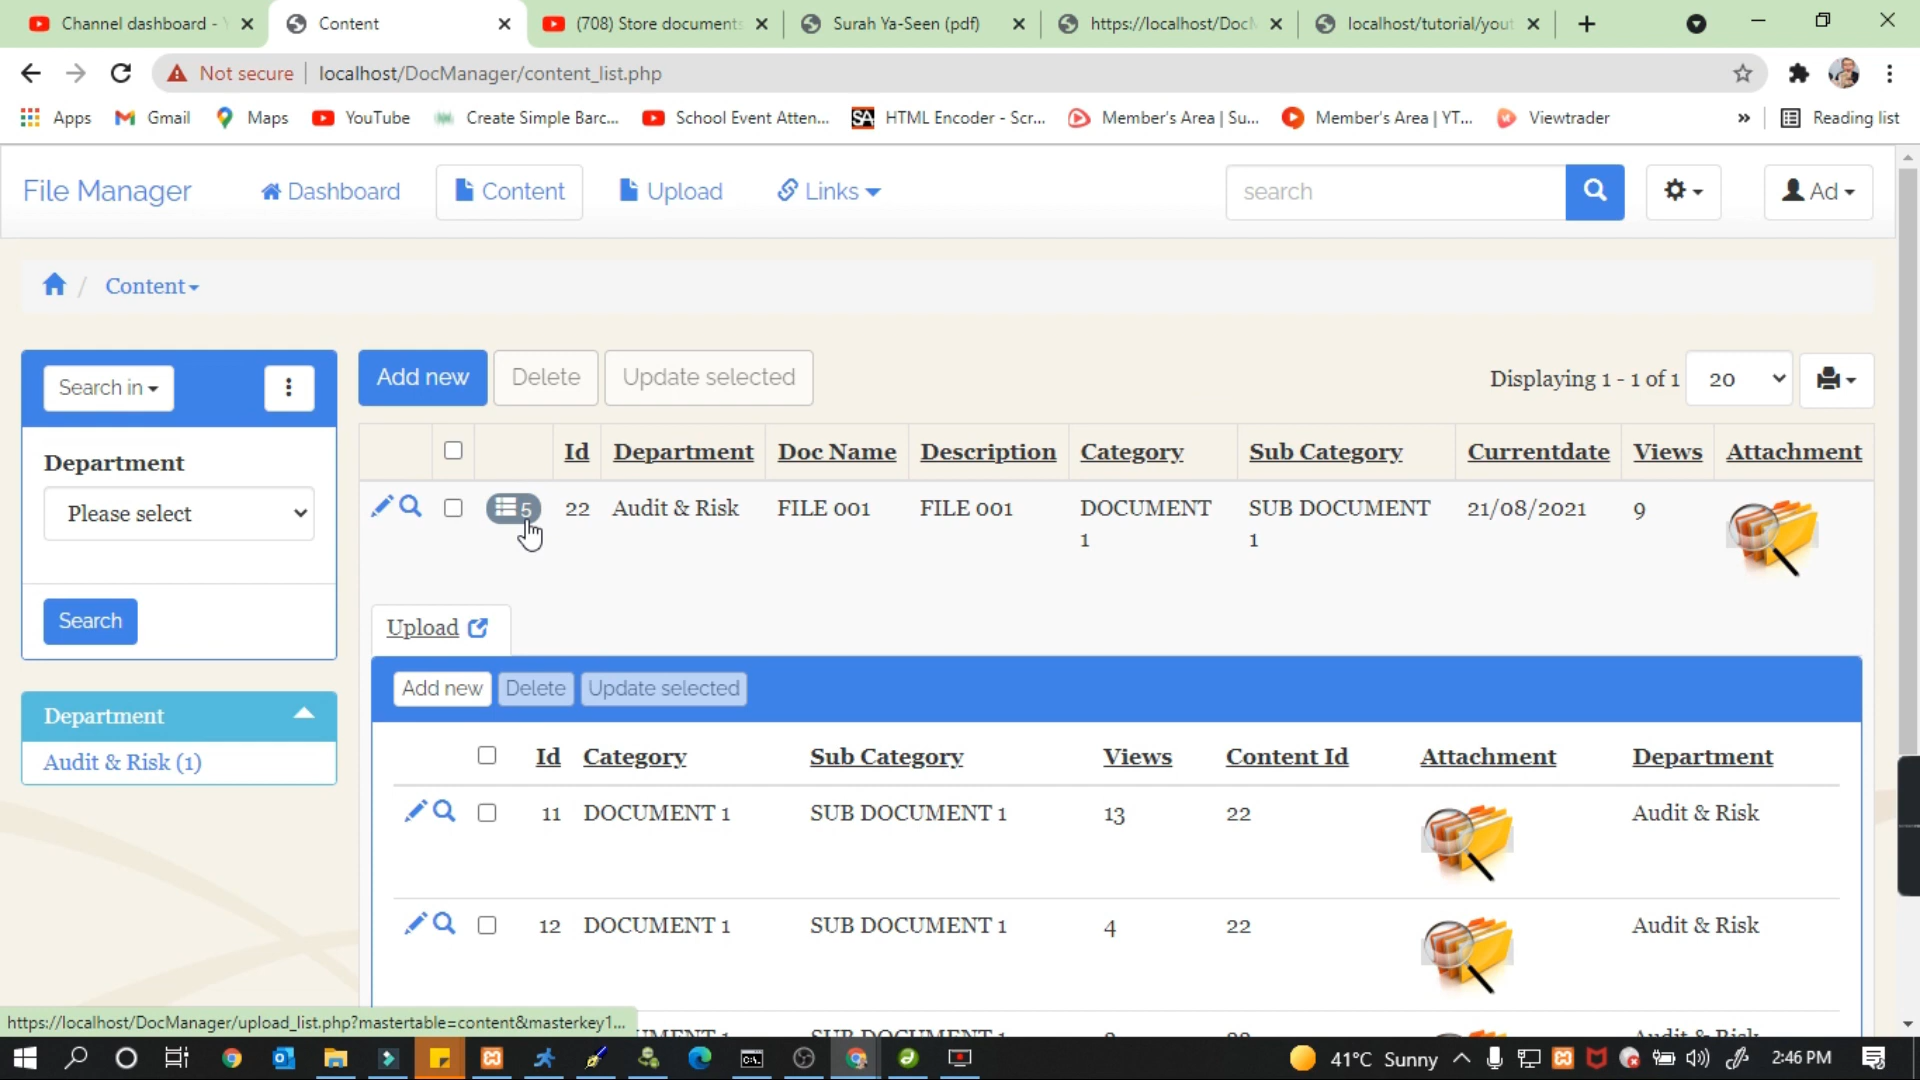 Channel dashboard - Y
Content
(708) Store documents
Surah Ya-Seen (pdf)
https://localhost/DocM
localhost/tutorial/yout
Not secure
localhost/DocManager/content_list.php
Apps
Gmail
Maps
YouTube
Create Simple Barc...
School Event Atten...
SA
HTML Encoder - Scr...
Member's Area | Su...
Member's Area | YT...
Viewtrader
»
Reading list
File Manager
Dashboard
Content
Upload
Links
search
Ad
/ Content
Search in
Add new
Delete
Update selected
Displaying 1 - 1 of 1
20
Department
Please select
Search
Department
Audit & Risk (1)
Id Department Doc Name Description Category Sub Category Currentdate Views Attachment
5 22 Audit & Risk FILE 001 FILE 001 DOCUMENT SUB DOCUMENT 21/08/2021 9
1 1
Upload
Add new Delete Update selected
Id Category Sub Category Views Content Id Attachment Department
11 DOCUMENT 1 SUB DOCUMENT 1 13 22 Audit & Risk
12 DOCUMENT 1 SUB DOCUMENT 1 4 22 Audit & Risk
https://localhost/DocManager/upload_list.php?mastertable=content&masterkey1...
41°C Sunny
2:46 PM